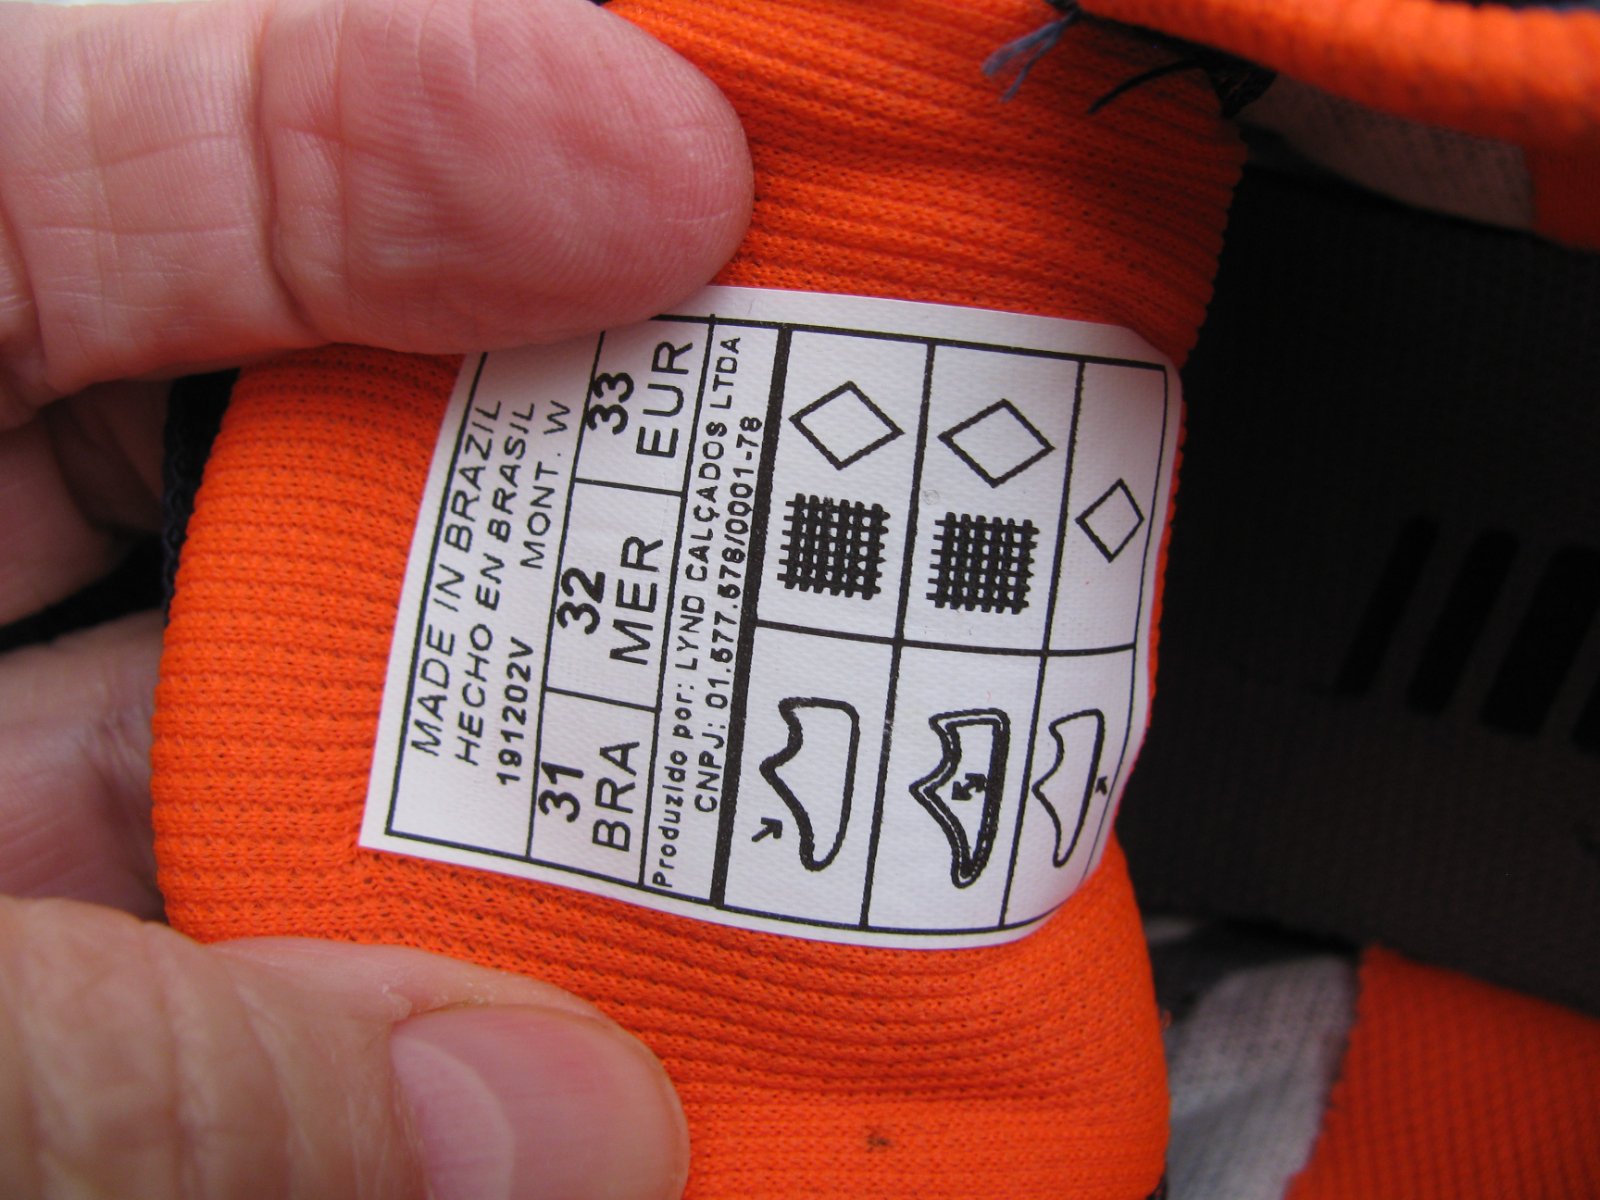 MADE IN BRAZIL
HECHO EN BRASIL
191202V MONT. W
31 32 33
BRA MER EUR
Produzido por: LYND CALÇADOS LTDA
CNPJ: 01.577.578/0001-78